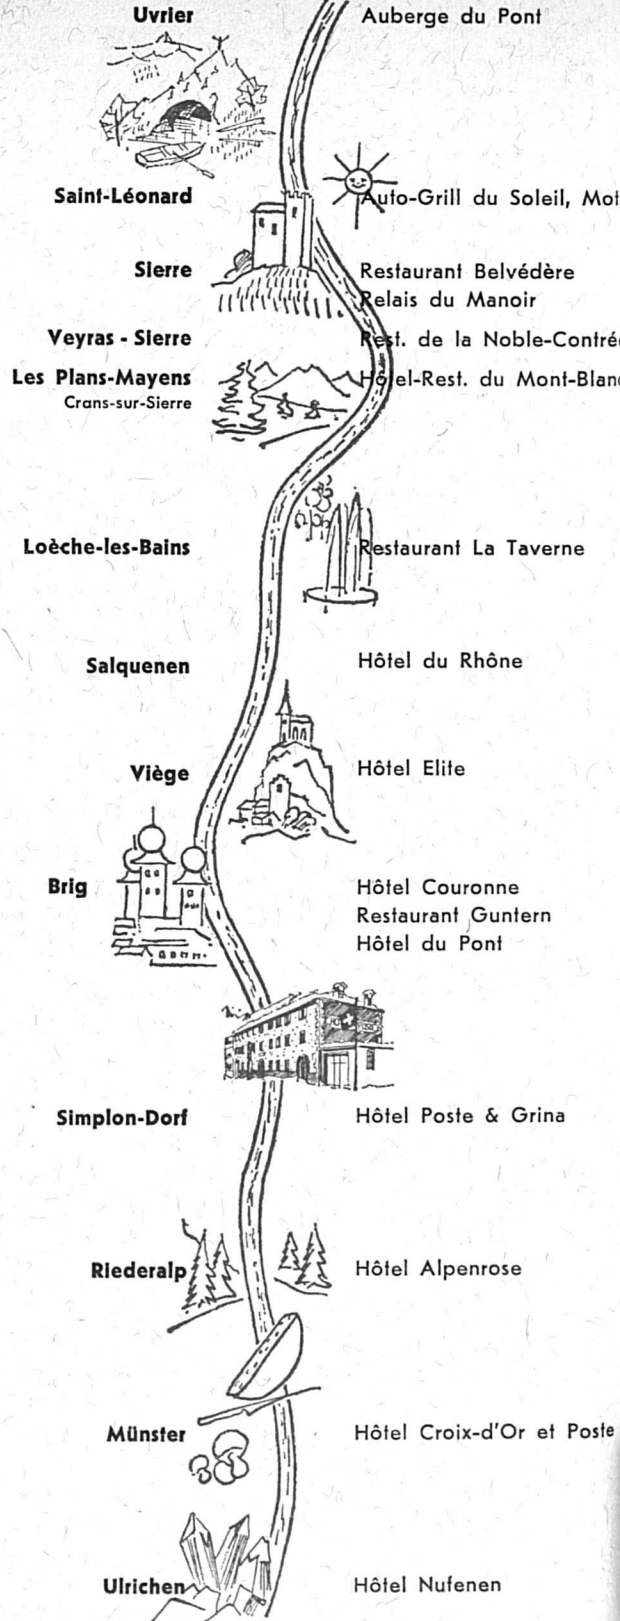 Uvrier Auberge du Pont
Saint-Léonard Auto-Grill du Soleil,
Sierre Restaurant Belvédère
Relais du Manoir
Veyras - Sierre Rest. de la Noble-Contrée
Les Plans-Mayens Hôtel-Rest. du Mont-Blanc
Crans-sur-Sierre
Loèche-les-Bains Restaurant La Taverne
Salquenen Hôtel du Rhône
Viège Hôtel Elite
Brig Hôtel Couronne
Restaurant Guntern
Hôtel du Pont
Simplon-Dorf Hôtel Poste & Grina
Riederalp Hôtel Alpenrose
Münster Hôtel Croix-d'Or et Poste
Ulrichen Hôtel Nufenen